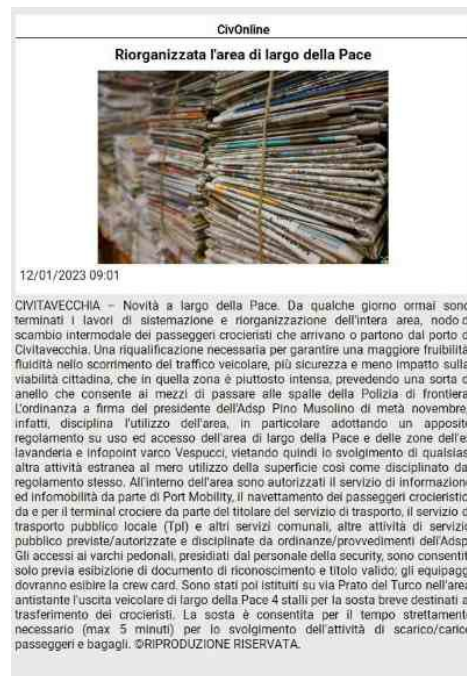 CivOnline
Riorganizzata l'area di largo della Pace
12/01/2023 09:01
CIVITAVECCHIA – Novità a largo della Pace. Da qualche giorno ormai sono
terminati i lavori di sistemazione e riorganizzazione dell'intera area, nodo d
scambio intermodale dei passeggeri crocieristi che arrivano o partono dal porto d
Civitavecchia. Una riqualificazione necessaria per garantire una maggiore fruibilità
fluidità nello scorrimento del traffico veicolare, più sicurezza e meno impatto sulla
viabilità cittadina, che in quella zona è piuttosto intensa, prevedendo una sorta d
anello che consente ai mezzi di passare alle spalle della Polizia di frontiera
L'ordinanza a firma del presidente dell'Adsp Pino Musolino di metà novembre,
infatti, disciplina l'utilizzo dell'area, in particolare adottando un apposito
regolamento su uso ed accesso dell'area di largo della Pace e delle zone dell'ex
lavanderia e infopoint varco Vespucci, vietando quindi lo svolgimento di qualsias
altra attività estranea al mero utilizzo della superficie così come disciplinato da
regolamento stesso. All'interno dell'area sono autorizzati il servizio di informazione
ed infomobilità da parte di Port Mobility, il navettamento dei passeggeri crocieristic
da e per il terminal crociere da parte del titolare del servizio di trasporto, il servizio d
trasporto pubblico locale (Tpl) e altri servizi comunali, altre attività di servizio
pubblico previste/autorizzate e disciplinate da ordinanze/provvedimenti dell'Adsp
Gli accessi ai varchi pedonali, presidiati dal personale della security, sono consentit
solo previa esibizione di documento di riconoscimento e titolo valido; gli equipagg
dovranno esibire la crew card. Sono stati poi istituiti su via Prato del Turco nell'area
antistante l'uscita veicolare di largo della Pace 4 stalli per la sosta breve destinati a
trasferimento dei crocieristi. La sosta è consentita per il tempo strettamente
necessario (max 5 minuti) per lo svolgimento dell'attività di scarico/carico
passeggeri e bagagli. ©RIPRODUZIONE RISERVATA.